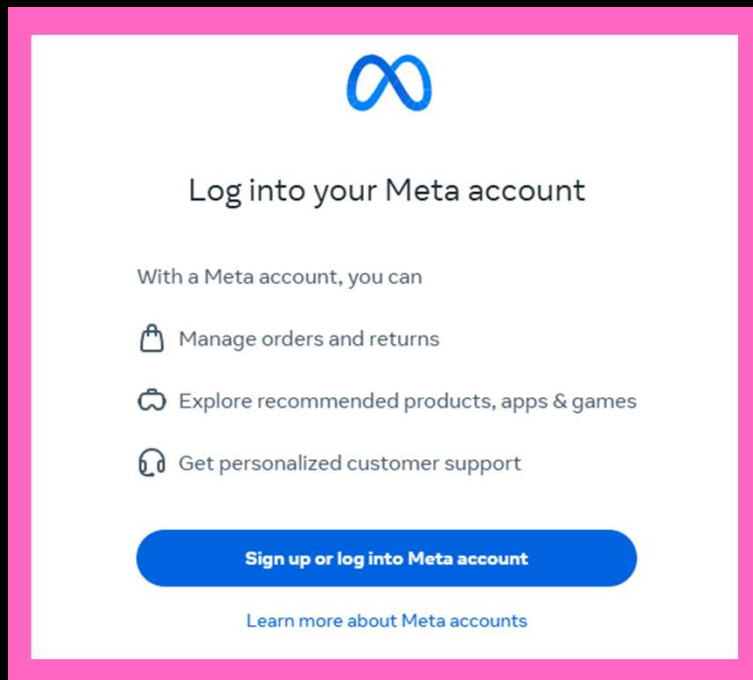 Log into your Meta account
With a Meta account, you can
Manage orders and returns
Explore recommended products, apps & games
Get personalized customer support
Sign up or log into Meta account
Learn more about Meta accounts